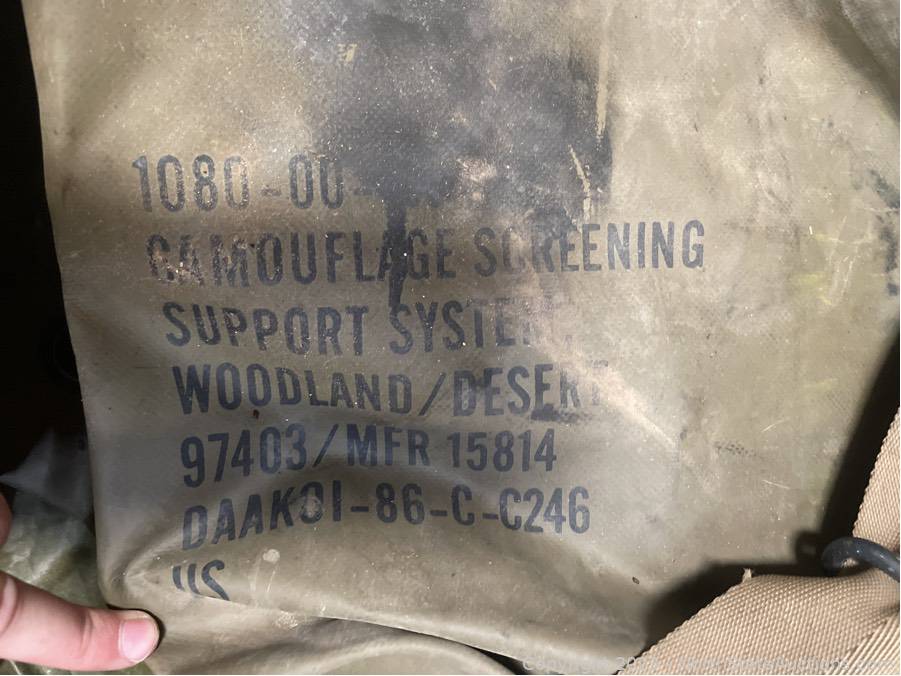 1080-00-
CAMOUFLAGE SCREENING
SUPPORT SYSTEM,
WOODLAND/DESERT
97403/MFR 15814
DAAK01-86-C-C246
US